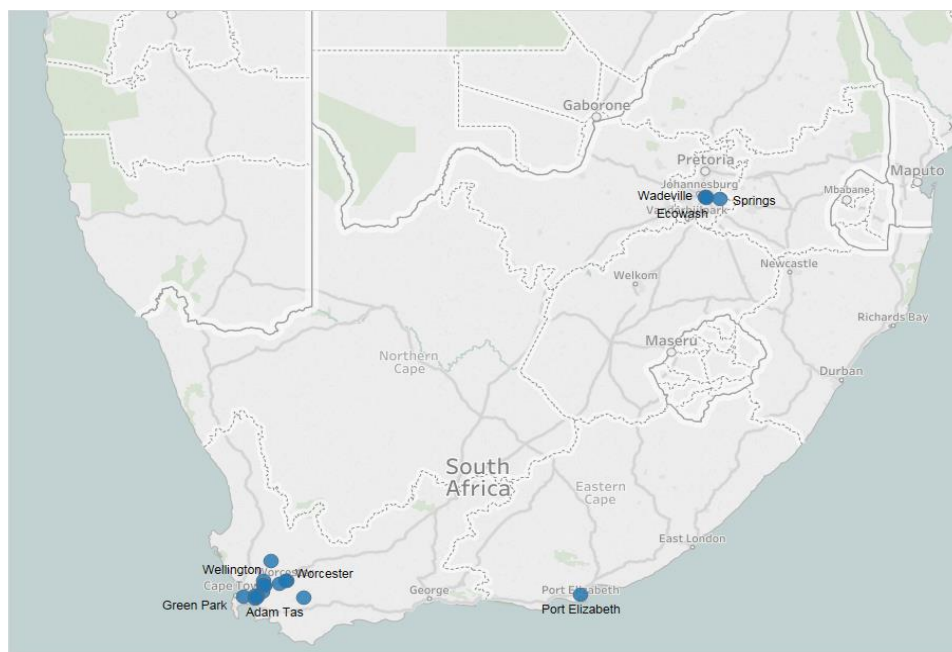 Gaborone
Pretoria
Maputo
Johannesburg
Mbabane
Wadeville
Springs
Ecowash
Welkom
Newcastle
Richards Bay
Maseru
Northern
Cape
Durban
South
Africa
Eastern
Cape
East London
Wellington
Worcester
Cape Tow
George
Port Elizabeth
Green Park
Adam Tas
Port Elizabeth